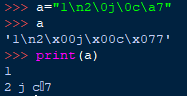 >>> a="1\n2\0j\0c\a7"
>>> a
'1\n2\x00j\x00c\x077'
>>> print(a)
1
2 j c7